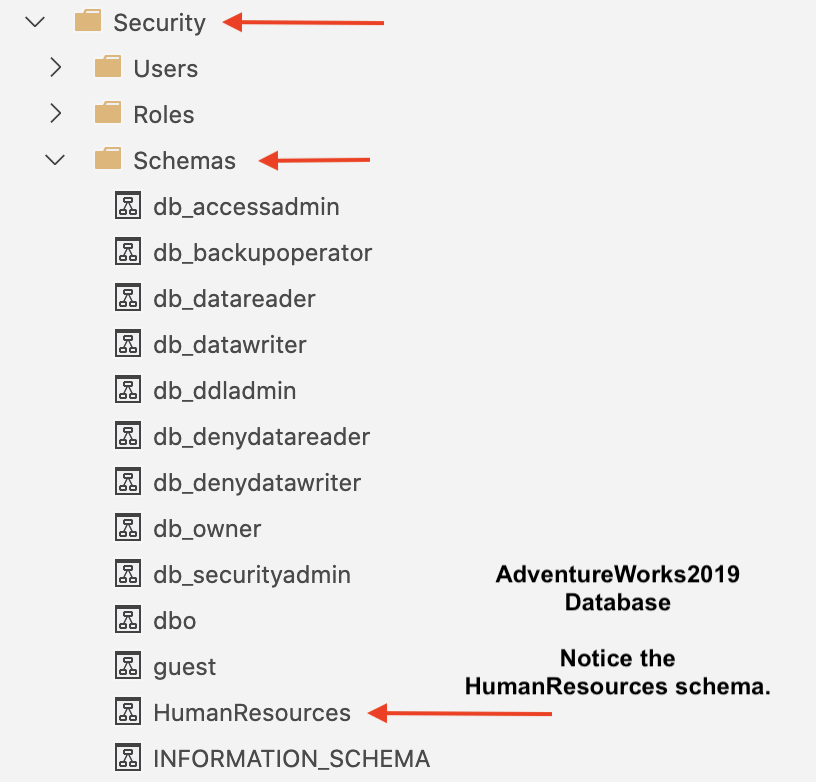 Security
Users
Roles
Schemas
db_accessadmin
db_backupoperator
db_datareader
db_datawriter
db_ddladmin
db_denydatareader
db_denydatawriter
db_owner
db_securityadmin
dbo
guest
HumanResources
INFORMATION_SCHEMA
AdventureWorks2019
Database
Notice the
HumanResources schema.